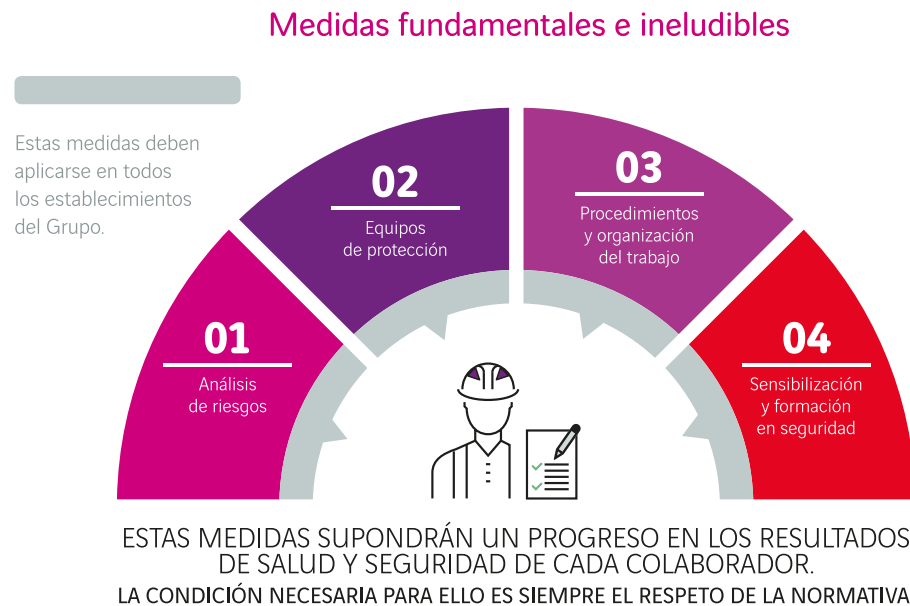 Medidas fundamentales e ineludibles
Estas medidas deben
aplicarse en todos
los establecimientos
del Grupo.
01
Análisis
de riesgos
02
Equipos
de protección
03
Procedimientos
y organización
del trabajo
04
Sensibilización
y formación
en seguridad
ESTAS MEDIDAS SUPONDRÁN UN PROGRESO EN LOS RESULTADOS
DE SALUD Y SEGURIDAD DE CADA COLABORADOR.
LA CONDICIÓN NECESARIA PARA ELLO ES SIEMPRE EL RESPETO DE LA NORMATIVA